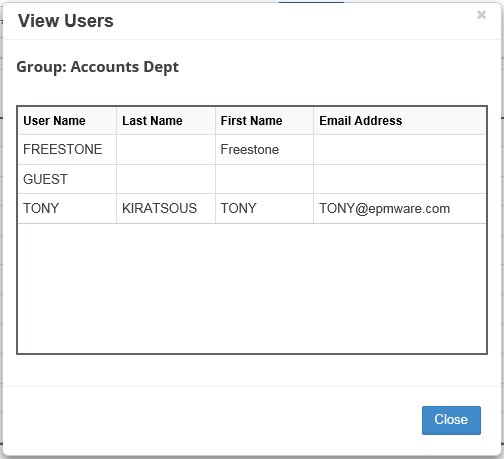 View Users
×
Group: Accounts Dept
User Name Last Name First Name Email Address
FREESTONE Freestone
GUEST
TONY KIRATSOUS TONY TONY@epmware.com
Close